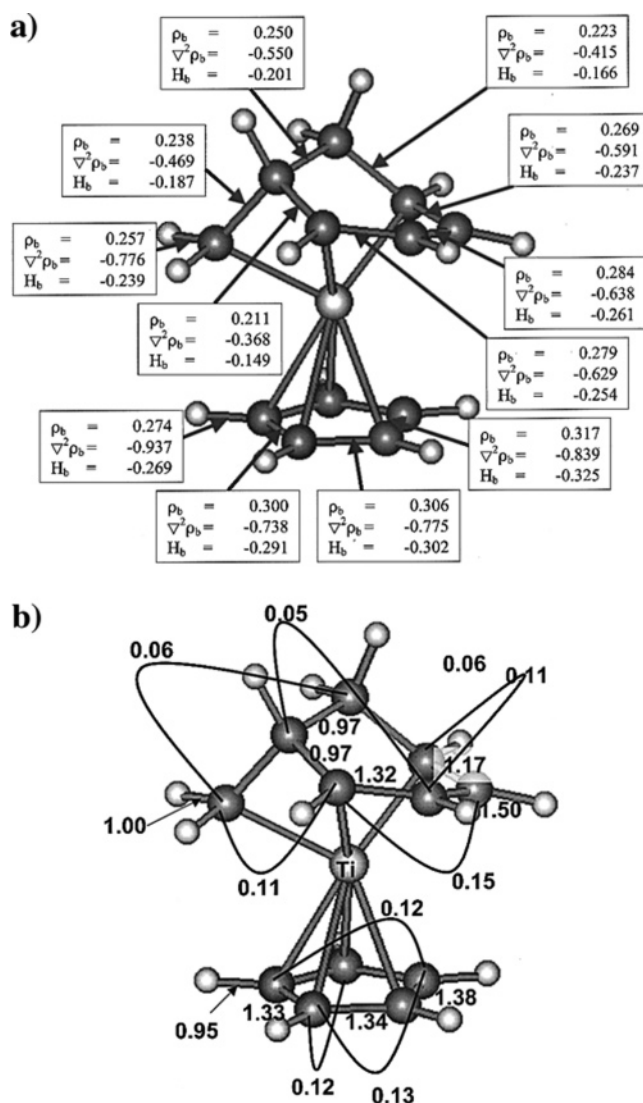 a)
ρb = 0.250
▽²ρb = -0.550
Hb = -0.201
ρb = 0.223
▽²ρb = -0.415
Hb = -0.166
ρb = 0.238
▽²ρb = -0.469
Hb = -0.187
ρb = 0.269
▽²ρb = -0.591
Hb = -0.237
ρb = 0.257
▽²ρb = -0.776
Hb = -0.239
ρb = 0.284
▽²ρb = -0.638
Hb = -0.261
ρb = 0.211
▽²ρb = -0.368
Hb = -0.149
ρb = 0.279
▽²ρb = -0.629
Hb = -0.254
ρb = 0.274
▽²ρb = -0.937
Hb = -0.269
ρb = 0.317
▽²ρb = -0.839
Hb = -0.325
ρb = 0.300
▽²ρb = -0.738
Hb = -0.291
ρb = 0.306
▽²ρb = -0.775
Hb = -0.302
b)
0.05
0.06
0.06
0.11
0.97
0.97
1.17
1.32
1.00
1.50
Ti
0.11
0.15
0.12
1.38
1.33
1.34
0.95
0.12
0.13